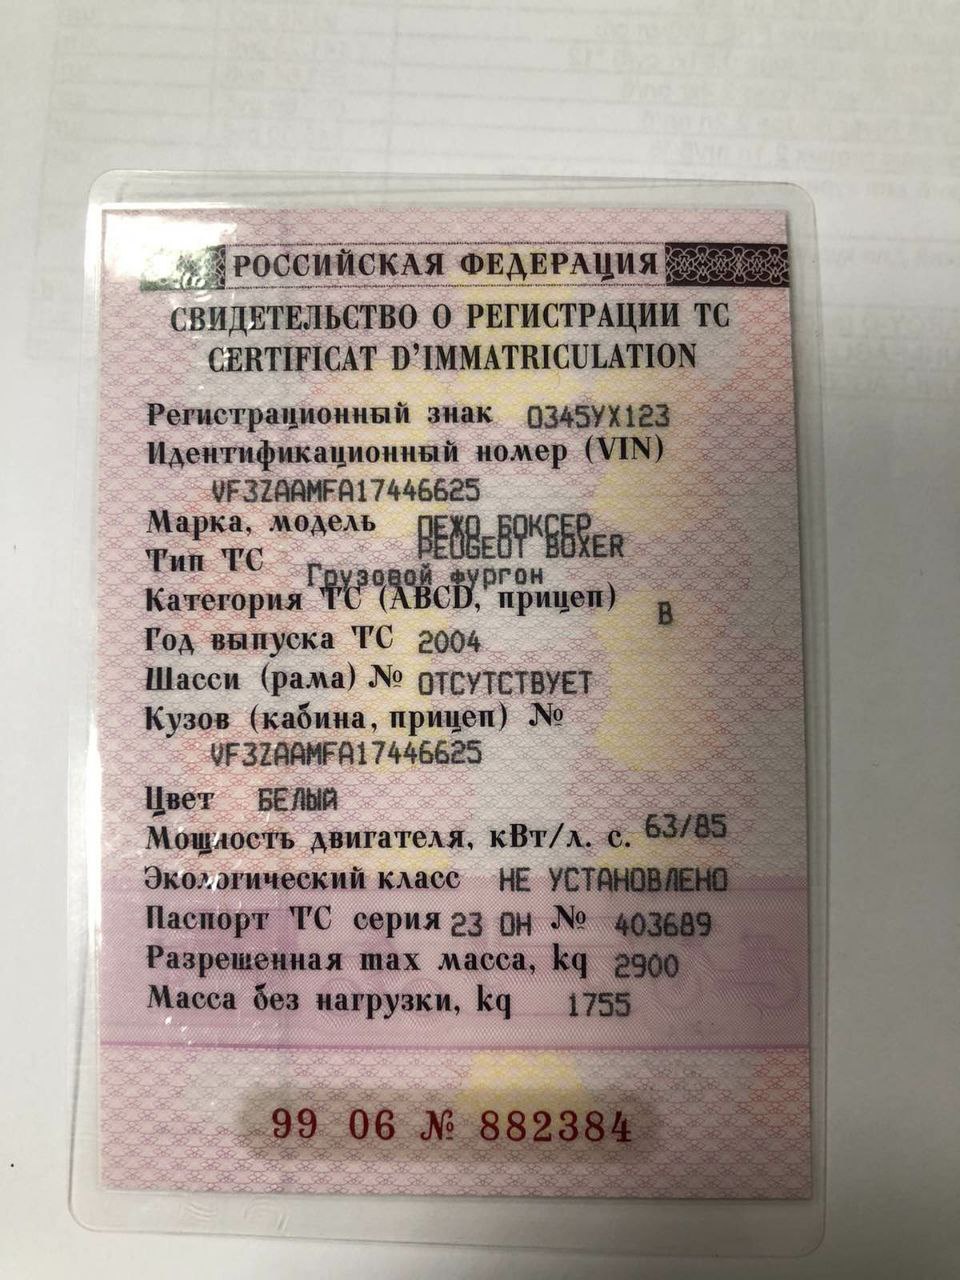 РОССИЙСКАЯ ФЕДЕРАЦИЯ
СВИДЕТЕЛЬСТВО О РЕГИСТРАЦИИ ТС
CERTIFICAT D'IMMATRICULATION
Регистрационный знак О345УХ123
Идентификационный номер (VIN)
VF3ZAAMFA17446625
Марка, модель ПЕЖО БОКСЕР
PEUGEOT BOXER
Тип ТС Грузовой фургон
Категория ТС (ABCD, прицеп) B
Год выпуска ТС 2004
Шасси (рама) № ОТСУТСТВУЕТ
Кузов (кабина, прицеп) №
VF3ZAAMFA17446625
Цвет БЕЛЫЙ
Мощность двигателя, кВт/л. с. 63/85
Экологический класс НЕ УСТАНОВЛЕНО
Паспорт ТС серия 23 ОН № 403689
Разрешенная max масса, kg 2900
Масса без нагрузки, kg 1755
99 06 № 882384